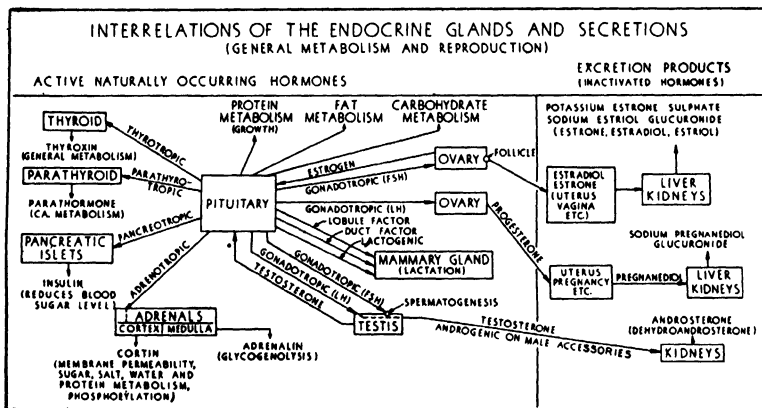 INTERRELATIONS OF THE ENDOCRINE GLANDS AND SECRETIONS
(GENERAL METABOLISM AND REPRODUCTION)
ACTIVE NATURALLY OCCURRING HORMONES
EXCRETION PRODUCTS
(INACTIVATED HORMONES)
PROTEIN
METABOLISM
(GROWTH)
FAT
METABOLISM
CARBOHYDRATE
METABOLISM
THYROID
THYROXIN
(GENERAL METABOLISM)
THYROTROPIC
PARATHYROID
PARATHORMONE
(CA. METABOLISM)
PARATHYRO-
TROPIC
PITUITARY
PANCREATIC
ISLETS
INSULIN
(REDUCES BLOOD
SUGAR LEVEL)
PANCREOTROPIC
ADRENOTROPIC
ADRENALS
CORTEX MEDULLA
CORTIN
(MEMBRANE PERMEABILITY,
SUGAR, SALT, WATER AND
PROTEIN METABOLISM,
PHOSPHORYLATION)
ADRENALIN
(GLYCOGENOLYSIS)
ESTROGEN
GONADOTROPIC (FSH)
OVARY
FOLLICLE
GONADOTROPIC (LH)
OVARY
PROGESTERONE
LOBULE FACTOR
DUCT FACTOR
LACTOGENIC
MAMMARY GLAND
(LACTATION)
GONADOTROPIC (FSH)
GONADOTROPIC (LH)
TESTOSTERONE
SPERMATOGENESIS
TESTIS
TESTOSTERONE
ANDROGENIC ON MALE ACCESSORIES
POTASSIUM ESTRONE SULPHATE
SODIUM ESTRIOL GLUCURONIDE
(ESTRONE, ESTRADIOL, ESTRIOL)
ESTRADIOL
ESTRONE
(UTERUS
VAGINA
ETC)
LIVER
KIDNEYS
SODIUM PREGNANEDIOL
GLUCURONIDE
UTERUS
PREGNANCY
ETC.
PREGNANEDIOL
LIVER
KIDNEYS
ANDROSTERONE
(DEHYDROANDROSTERONE)
KIDNEYS